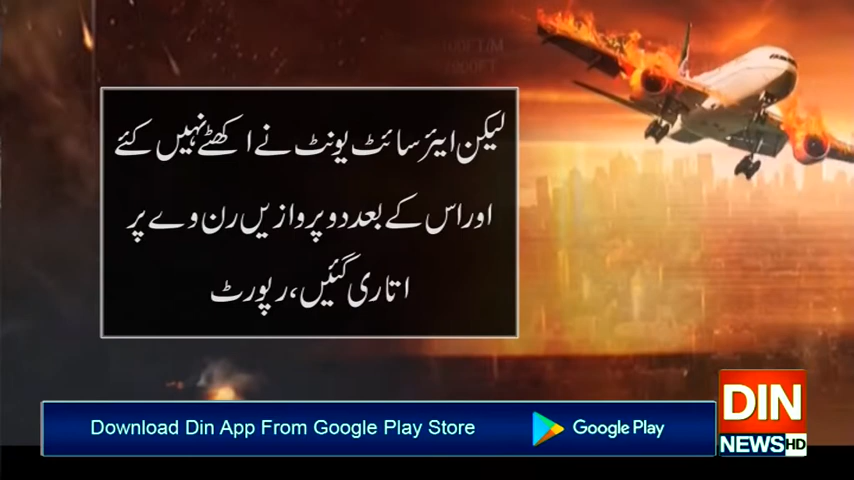 لیکن ایئر سائٹ یونٹ نے اکھٹے نہیں کئے
اور اس کے بعد دو پروازیں رن وے پر
اتاری گئیں، رپورٹ
Download Din App From Google Play Store
Google Play
DIN
NEWS HD